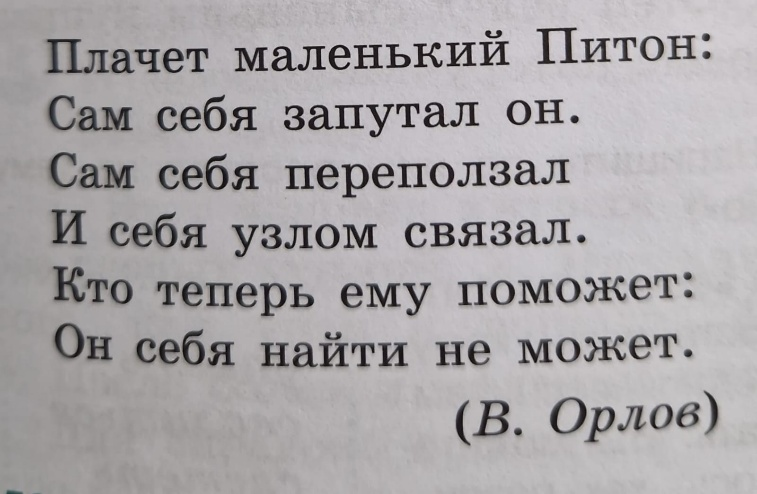 Плачет маленький Питон:
Сам себя запутал он.
Сам себя переползал
И себя узлом связал.
Кто теперь ему поможет:
Он себя найти не может.
(В. Орлов)